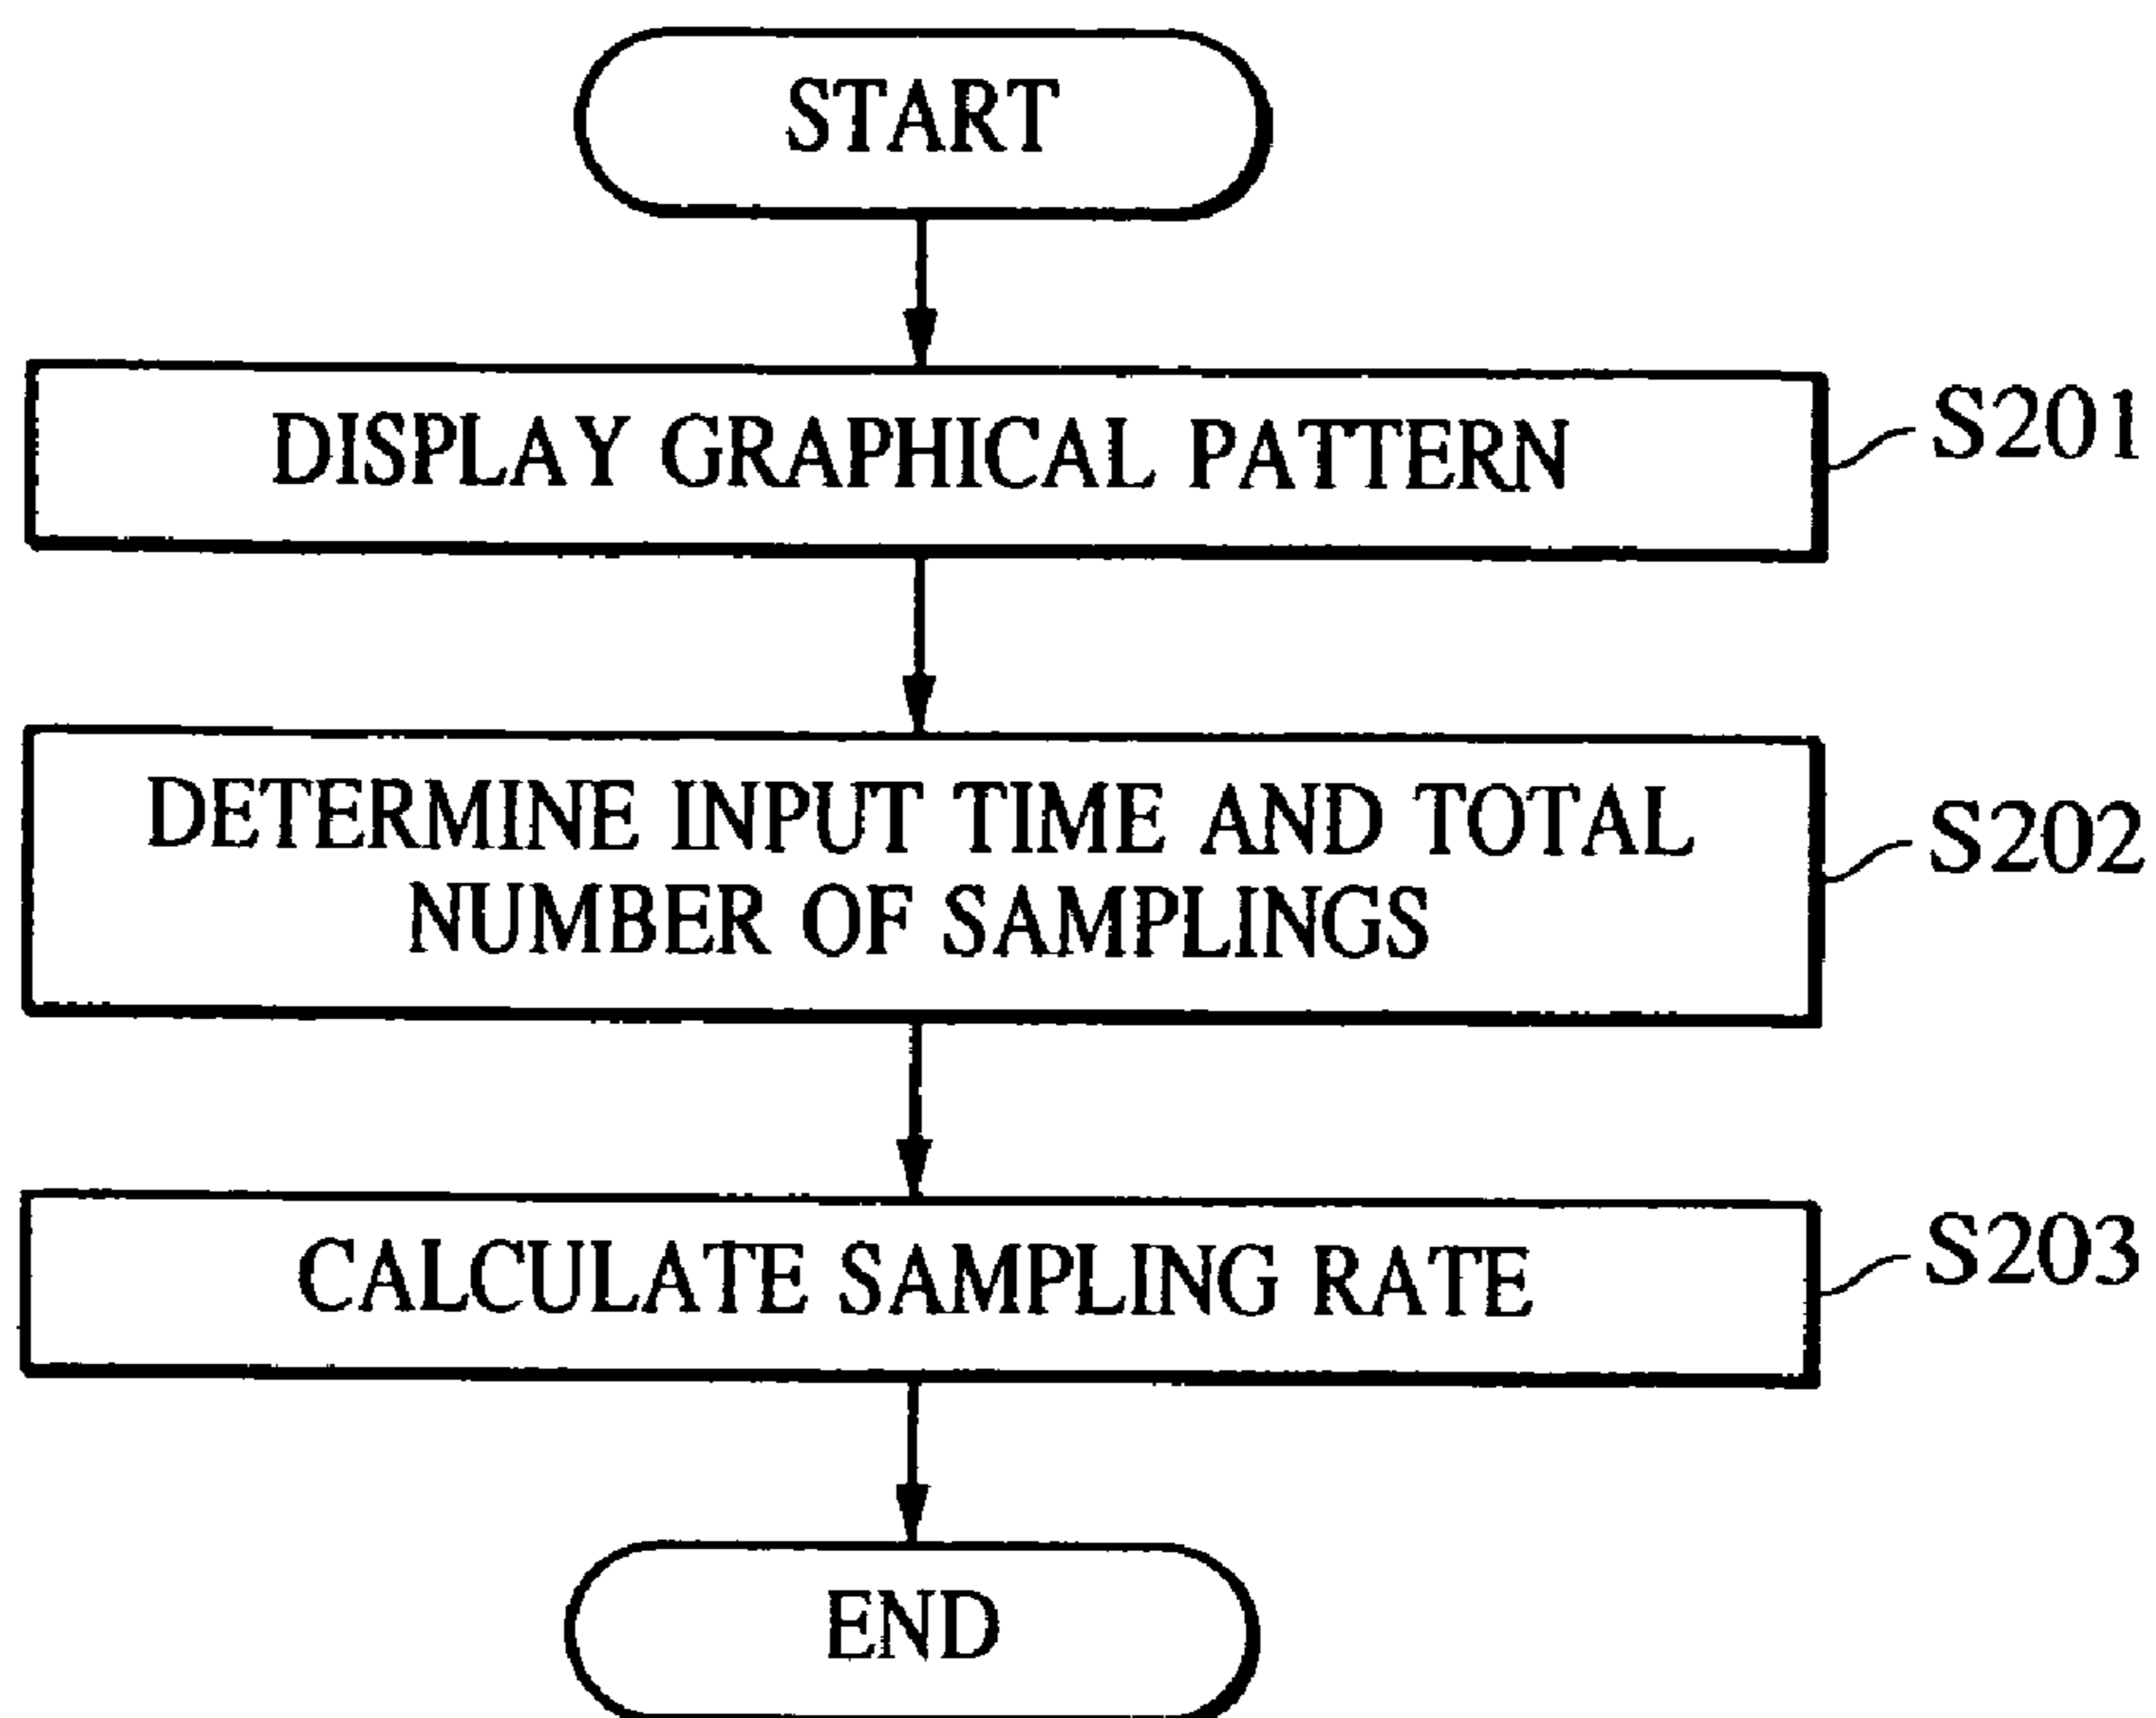 START
DISPLAY GRAPHICAL PATTERN
S201
DETERMINE INPUT TIME AND TOTAL
NUMBER OF SAMPLINGS
S202
CALCULATE SAMPLING RATE
S203
END